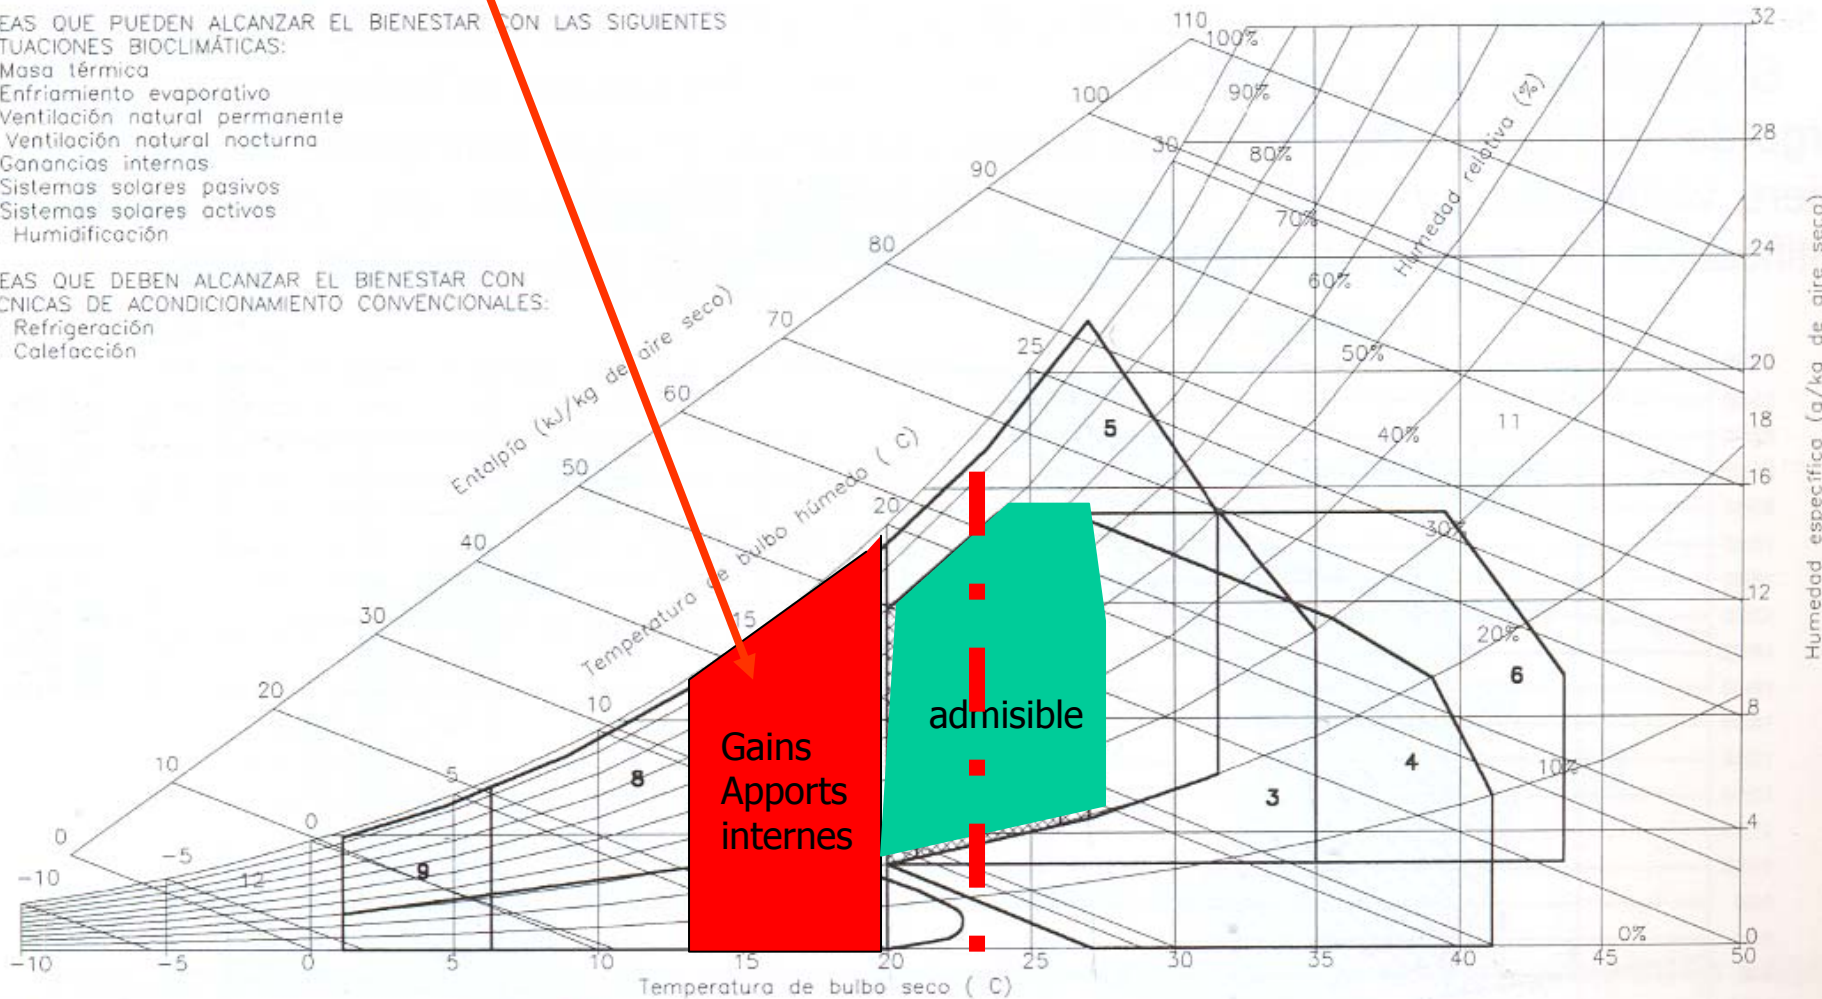 EAS QUE PUEDEN ALCANZAR EL BIENESTAR CON LAS SIGUIENTES
TUACIONES BIOCLIMÁTICAS:
Masa térmica
Enfriamiento evaporativo
Ventilación natural permanente
Ventilación natural nocturna
Ganancias internas
Sistemas solares pasivos
Sistemas solares activos
Humidificación
EAS QUE DEBEN ALCANZAR EL BIENESTAR CON
CNICAS DE ACONDICIONAMIENTO CONVENCIONALES:
Refrigeración
Calefacción
Entalpía (kJ/kg de aire seco)
0
10
20
30
40
50
60
70
80
90
100
110
Temperatura de bulbo húmedo ( C)
-10
-5
0
5
10
15
20
25
30
Humedad relativa (%)
100%
90%
80%
70%
60%
50%
40%
30%
20%
10%
0%
5
11
6
4
3
8
9
12
Gains
Apports
internes
admisible
32
28
24
20
18
16
12
8
4
0
Humedad específica (g/kg de aire seco)
-10
-5
0
5
10
15
20
25
30
35
40
45
50
Temperatura de bulbo seco ( C)